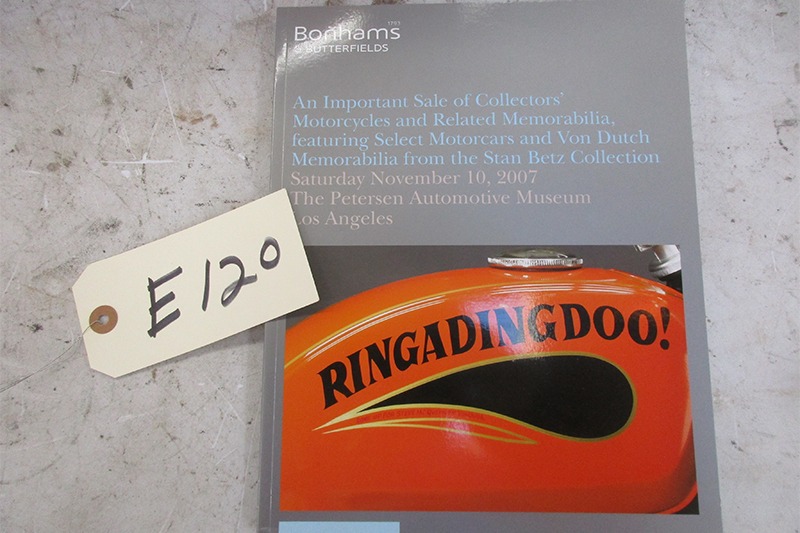 Bonhams
1793
& BUTTERFIELDS
An Important Sale of Collectors'
Motorcycles and Related Memorabilia,
featuring Select Motorcars and Von Dutch
Memorabilia from the Stan Betz Collection
Saturday November 10, 2007
The Petersen Automotive Museum
Los Angeles
E120
RINGADINGDOO!